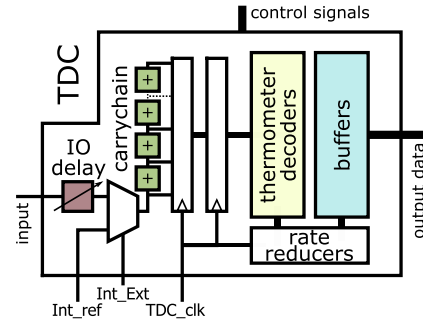 control signals
TDC
carrychain
+
+
+
+
thermometer
decoders
buffers
output data
IO
delay
input
rate
reducers
Int_ref
Int_Ext
TDC_clk